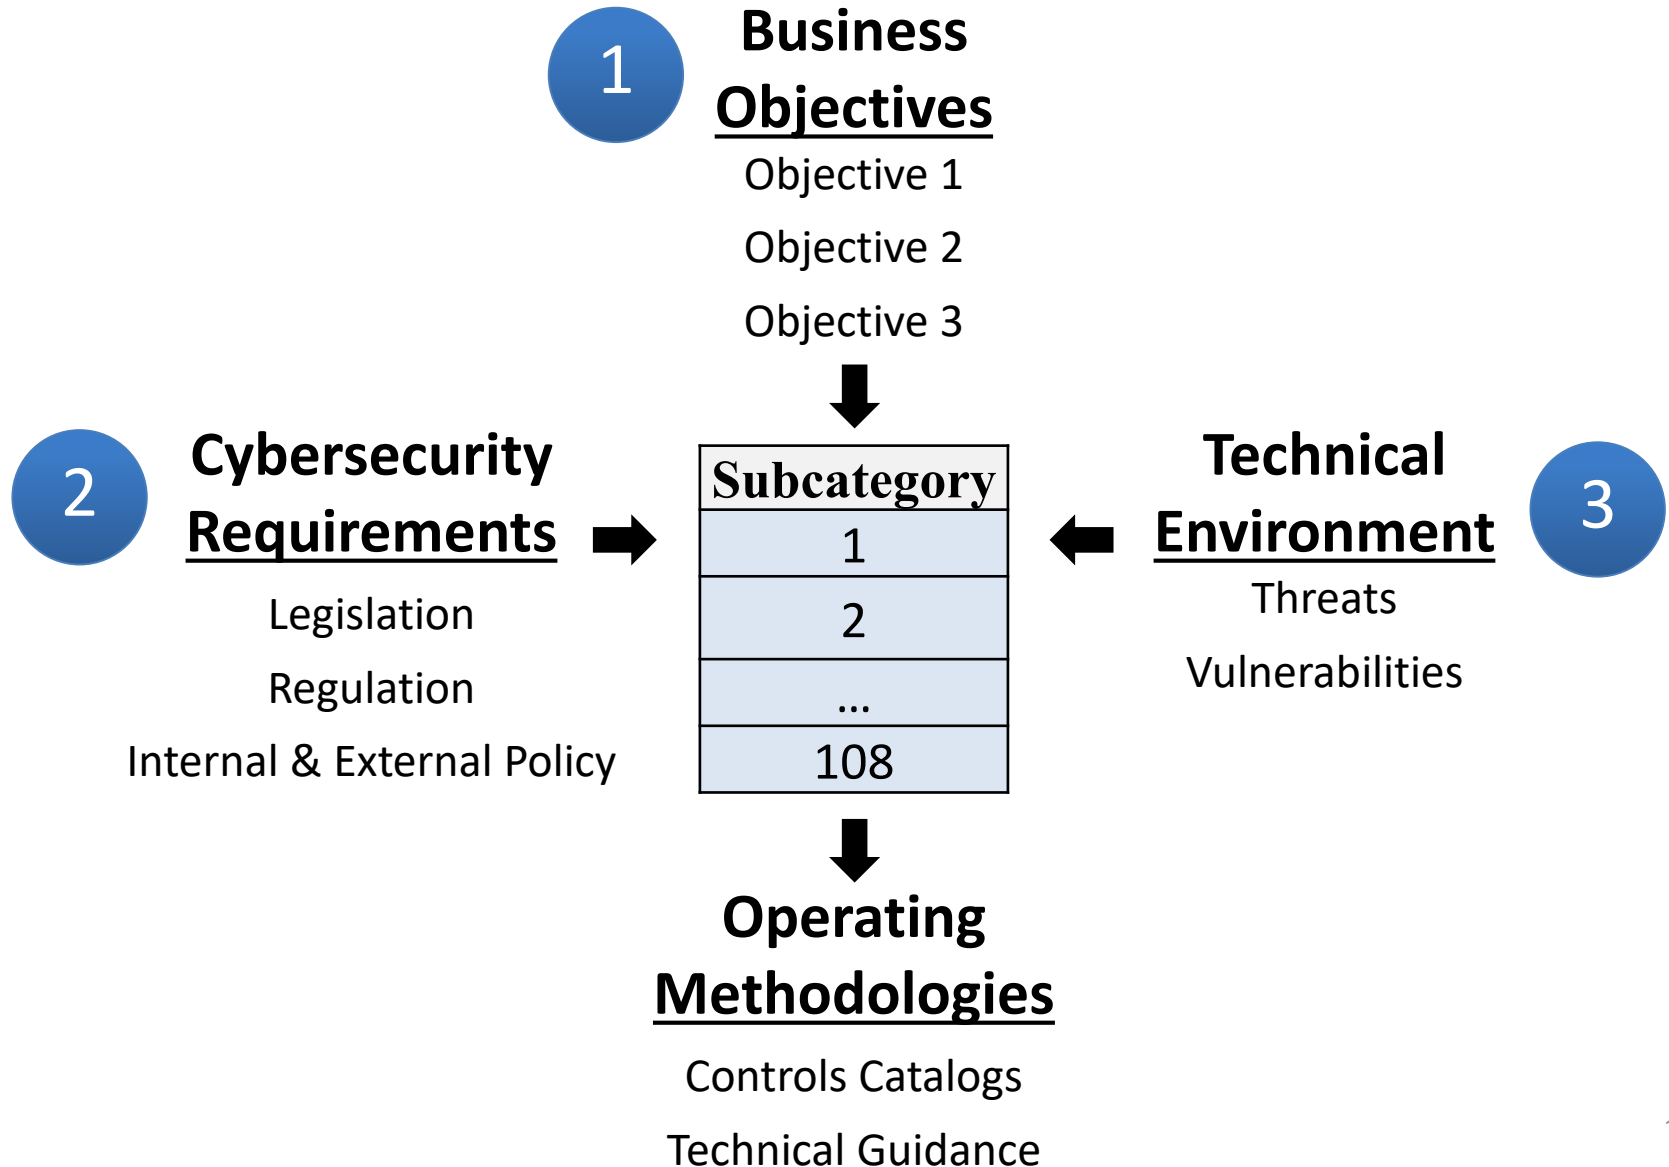 1
Business
Objectives
Objective 1
Objective 2
Objective 3
2
Cybersecurity
Requirements
Legislation
Regulation
Internal & External Policy
Subcategory
1
2
...
108
Technical
Environment
3
Threats
Vulnerabilities
Operating
Methodologies
Controls Catalogs
Technical Guidance